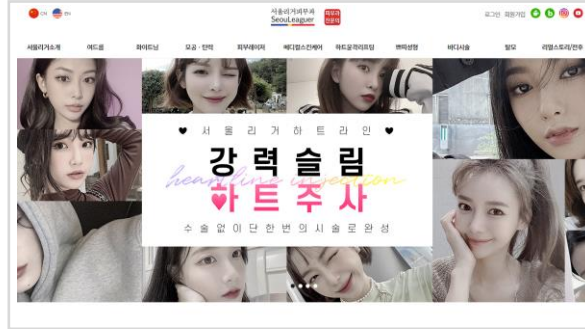 CN EN
서울리거피부과
SeouLeaguer
피부과
전문의
로그인 회원가입
서울리거소개 여드름 화이트닝 모공·탄력 피부레이저 메디컬스킨케어 하트윤곽리프팅 쁘띠성형 바디시술 탈모 리얼스토리/전후
서울리거하트라인
강력슬림
heart line injection
하트주사
수술없이단한번의시술로완성